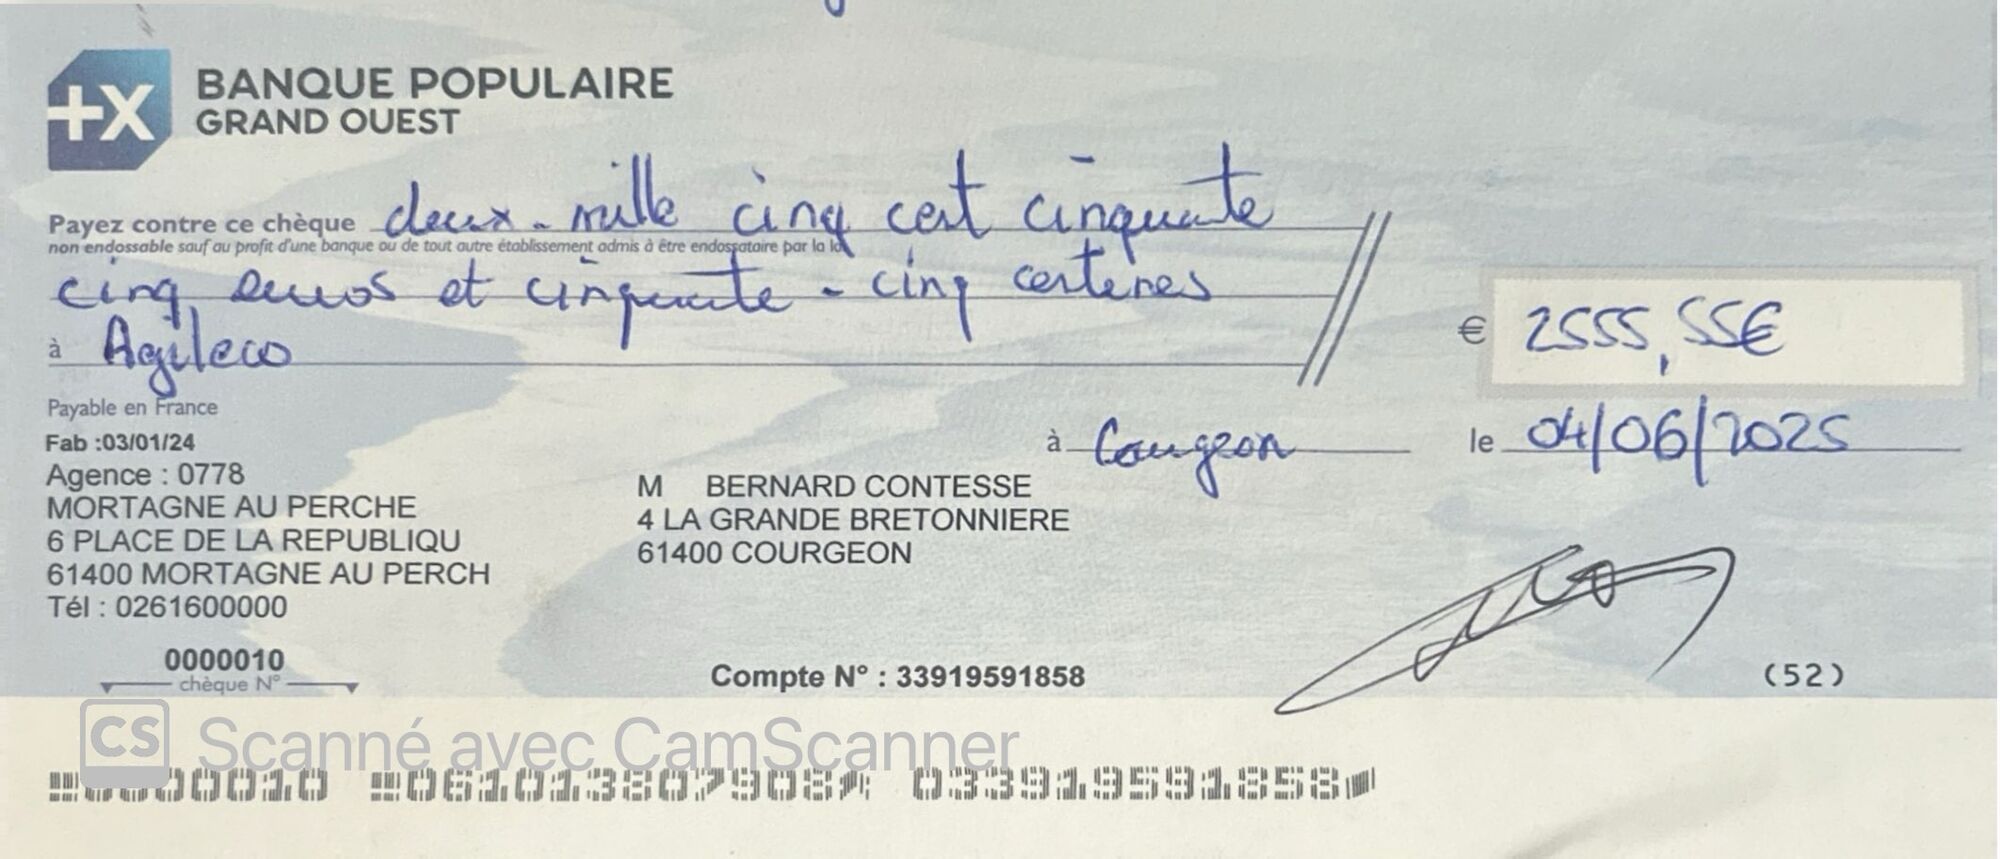 +X BANQUE POPULAIRE
GRAND OUEST
Payez contre ce chèque deux-mille cinq cent cinquante
non endossable sauf au profit d'une banque ou de tout autre établissement admis à être endossataire par la loi
cinq euros et cinquante-cinq centimes
€ 2555,55€
à Agileco
Payable en France
à Courgeon le 04/06/2025
Fab :03/01/24
Agence : 0778
MORTAGNE AU PERCHE
6 PLACE DE LA REPUBLIQU
61400 MORTAGNE AU PERCH
Tél : 0261600000
M BERNARD CONTESSE
4 LA GRANDE BRETONNIERE
61400 COURGEON
0000010
chèque N°
Compte N° : 33919591858
(52)
CS Scanné avec CamScanner
0000010 061013807908 033919591858